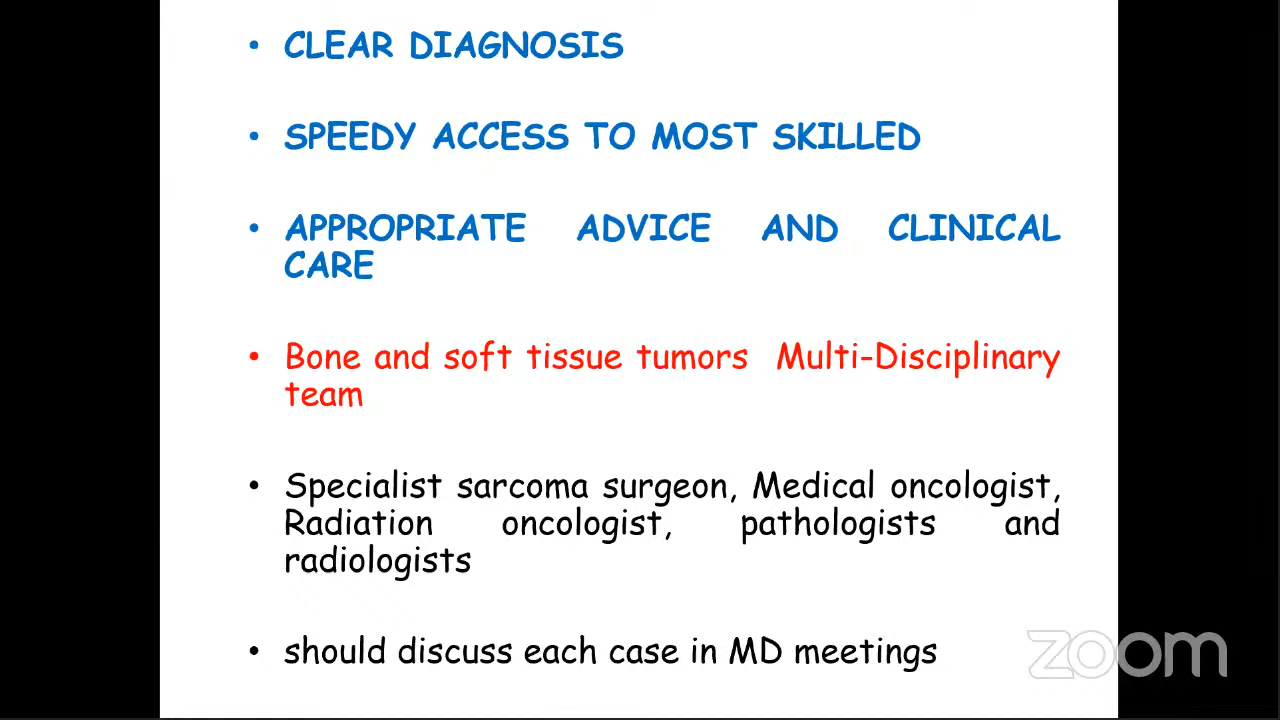 • CLEAR DIAGNOSIS
• SPEEDY ACCESS TO MOST SKILLED
• APPROPRIATE ADVICE AND CLINICAL
CARE
• Bone and soft tissue tumors Multi-Disciplinary
team
• Specialist sarcoma surgeon, Medical oncologist,
Radiation oncologist, pathologists and
radiologists
• should discuss each case in MD meetings
zoom